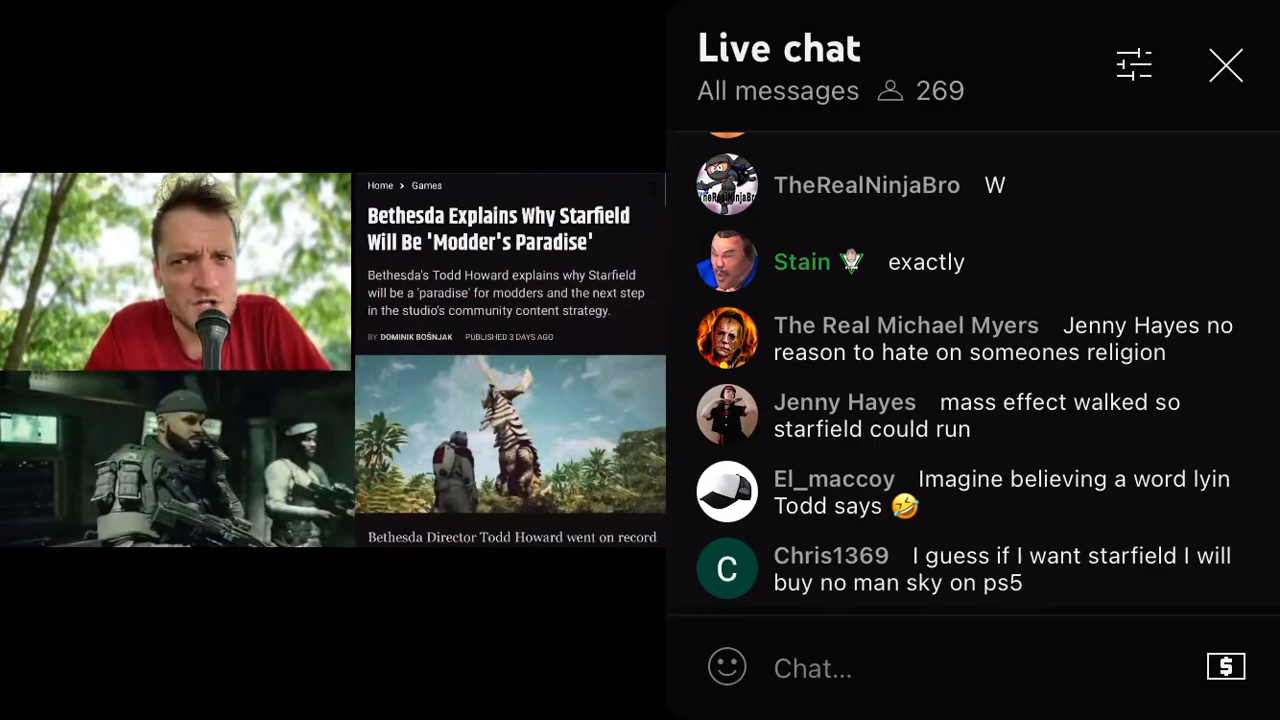 Home > Games
Bethesda Explains Why Starfield
Will Be 'Modder's Paradise'
Bethesda's Todd Howard explains why Starfield
will be a 'paradise' for modders and the next step
in the studio's community content strategy.
BY DOMINIK BOŠNJAK PUBLISHED 3 DAYS AGO
Bethesda Director Todd Howard went on record
Live chat
All messages 269
TheRealNinjaBro W
Stain exactly
The Real Michael Myers Jenny Hayes no
reason to hate on someones religion
Jenny Hayes mass effect walked so
starfield could run
El_maccoy Imagine believing a word lyin
Todd says 🤣
C
Chris1369 I guess if I want starfield I will
buy no man sky on ps5
Chat...
$